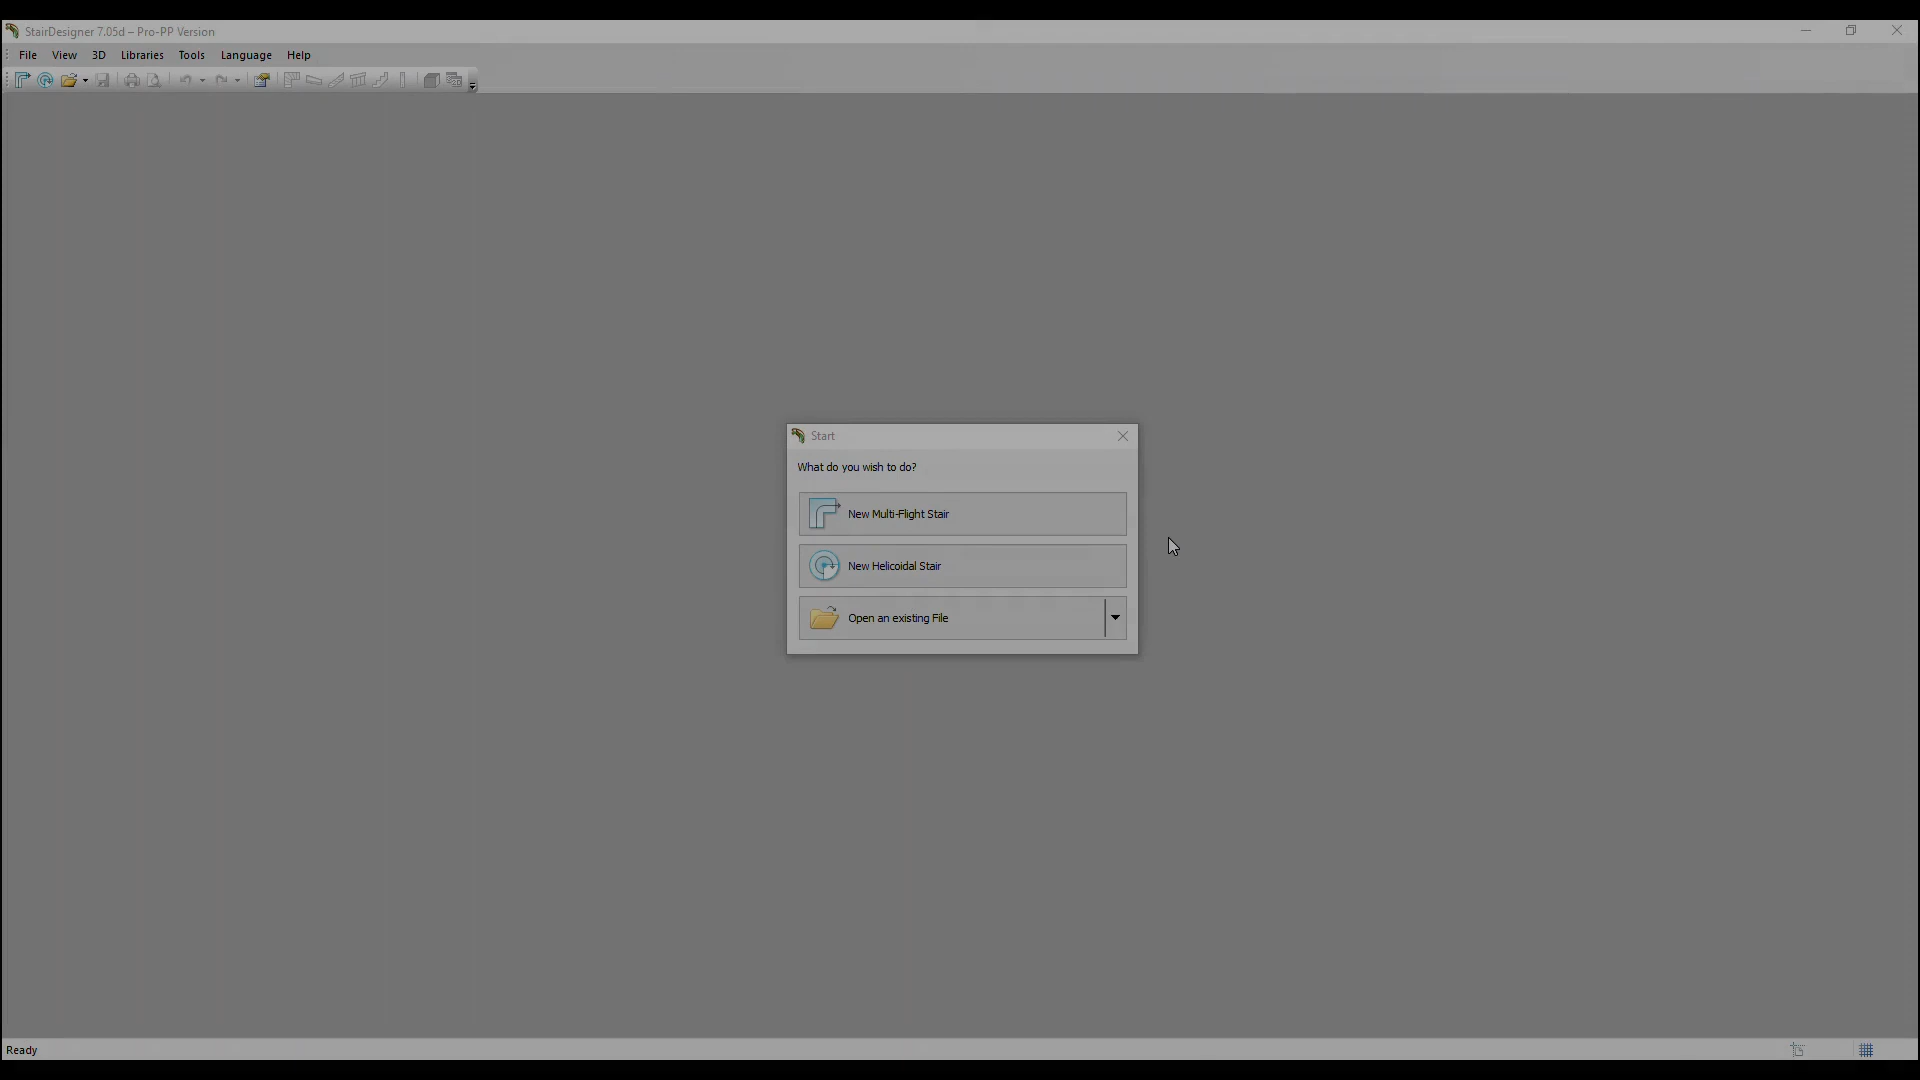 StairDesigner 7.05d – Pro-PP Version
File View 3D Libraries Tools Language Help
Start
What do you wish to do?
New Multi-Flight Stair
New Helicoidal Stair
Open an existing File
Ready